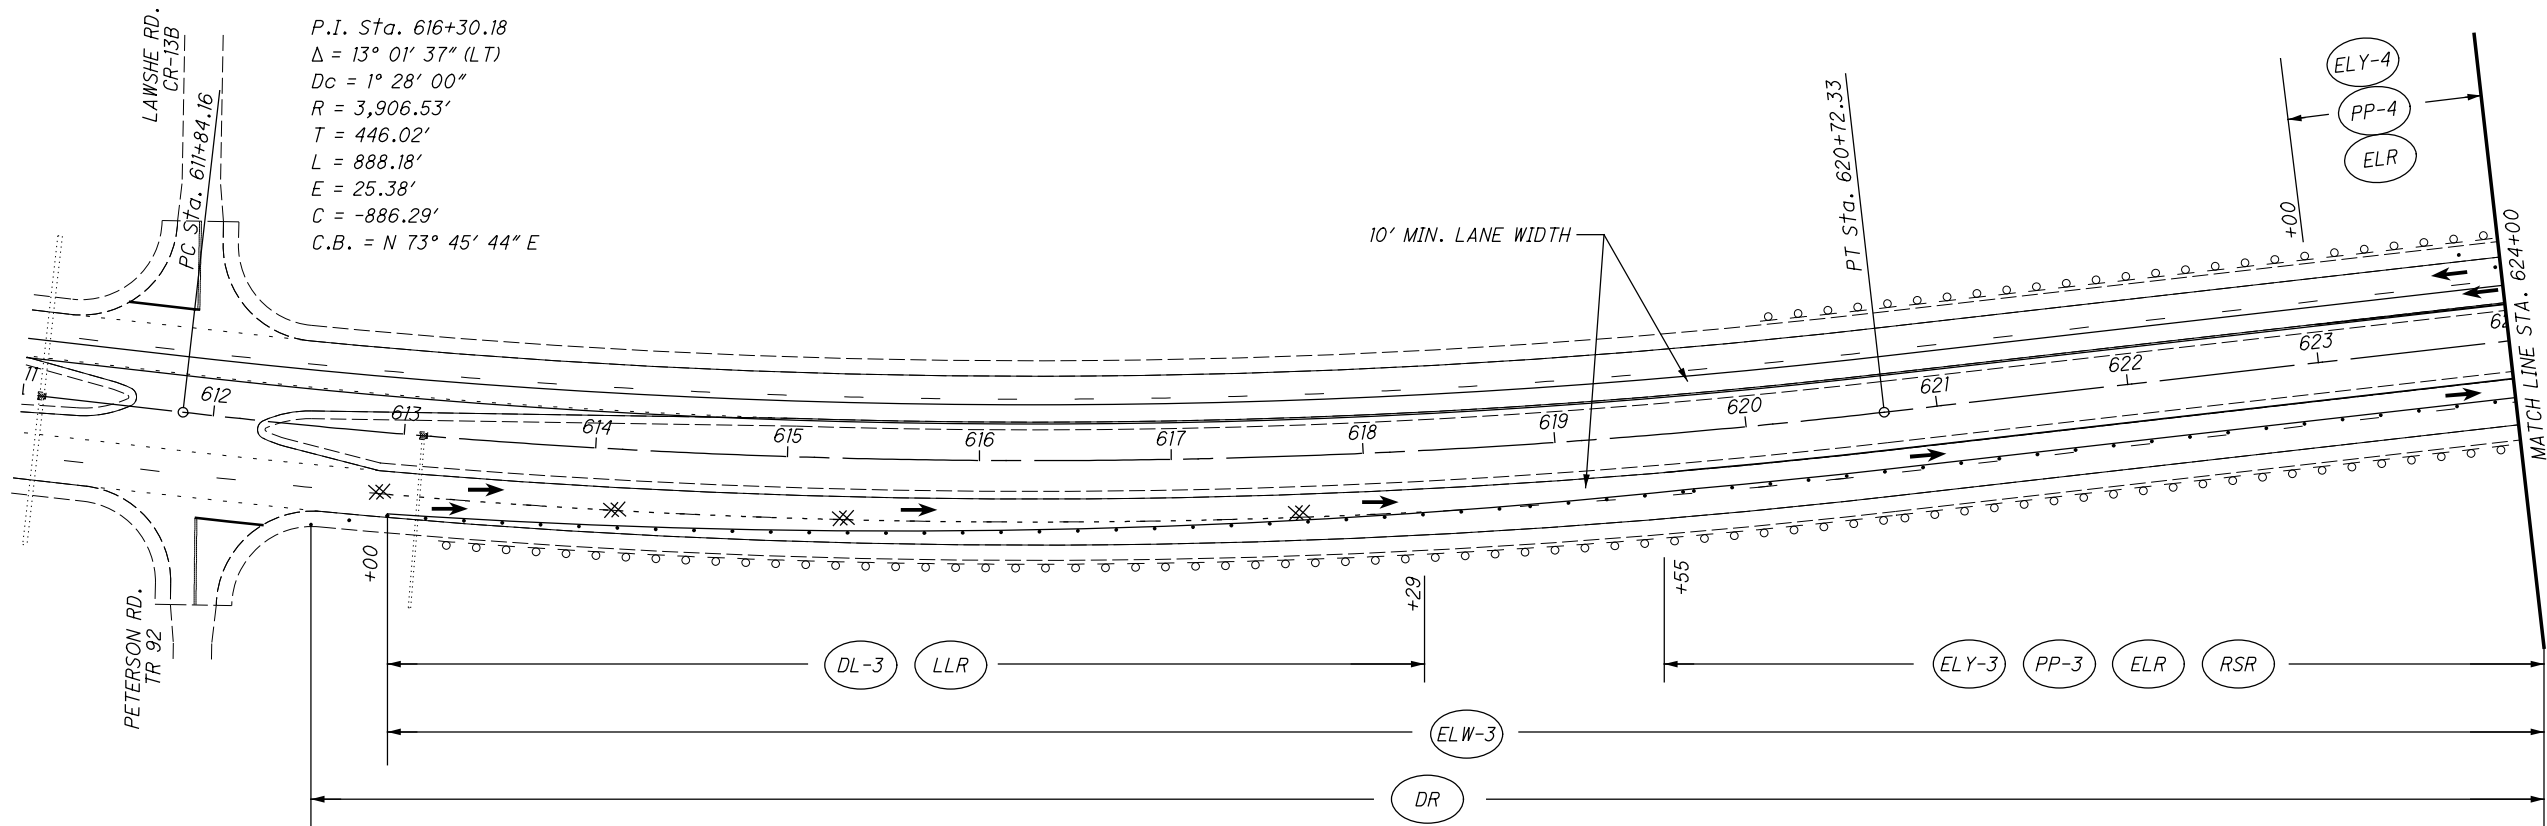 LAWSHE RD.
CR-13B
P.I. Sta. 616+30.18
Δ = 13° 01' 37" (LT)
Dc = 1° 28' 00"
R = 3,906.53'
T = 446.02'
L = 888.18'
E = 25.38'
C = -886.29'
C.B. = N 73° 45' 44" E
PC Sta. 611+84.16
10' MIN. LANE WIDTH
PT Sta. 620+72.33
ELY-4
PP-4
ELR
+00
MATCH LINE STA. 624+00
612
613
614
615
616
617
618
619
620
621
622
623
+00
+29
+55
PETERSON RD.
TR 92
DL-3 LLR
ELY-3 PP-3 ELR RSR
ELW-3
DR